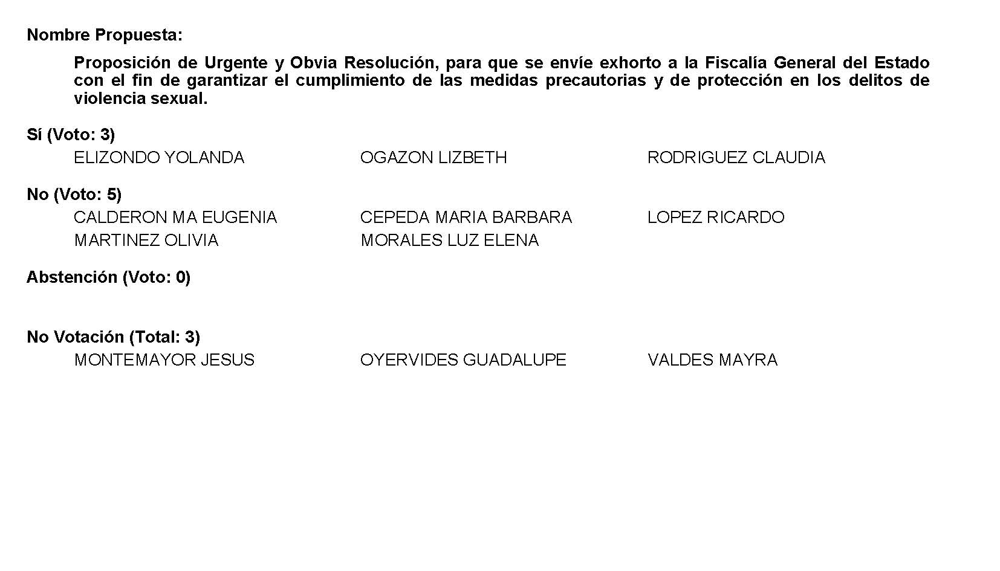 Nombre Propuesta:
Proposición de Urgente y Obvia Resolución, para que se envíe exhorto a la Fiscalía General del Estado
con el fin de garantizar el cumplimiento de las medidas precautorias y de protección en los delitos de
violencia sexual.
Sí (Voto: 3)
ELIZONDO YOLANDA OGAZON LIZBETH RODRIGUEZ CLAUDIA
No (Voto: 5)
CALDERON MA EUGENIA CEPEDA MARIA BARBARA LOPEZ RICARDO
MARTINEZ OLIVIA MORALES LUZ ELENA
Abstención (Voto: 0)
No Votación (Total: 3)
MONTEMAYOR JESUS OYERVIDES GUADALUPE VALDES MAYRA